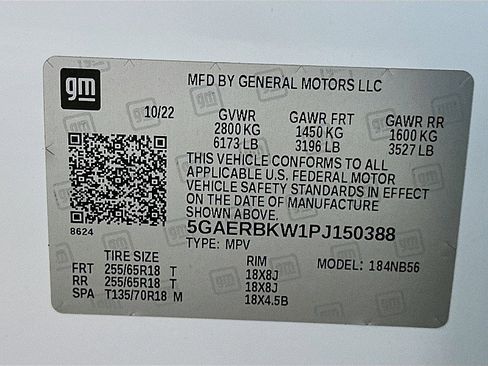 gm
MFD BY GENERAL MOTORS LLC
10/22 GVWR GAWR FRT GAWR RR
2800 KG 1450 KG 1600 KG
6173 LB 3196 LB 3527 LB
THIS VEHICLE CONFORMS TO ALL
APPLICABLE U.S. FEDERAL MOTOR
VEHICLE SAFETY STANDARDS IN EFFECT
ON THE DATE OF MANUFACTURE
SHOWN ABOVE.
8624 5GAERBKW1PJ150388
TYPE: MPV
TIRE SIZE RIM MODEL: 184NB56
FRT 255/65R18 T 18X8J
RR 255/65R18 T 18X8J
SPA T135/70R18 M 18X4.5B